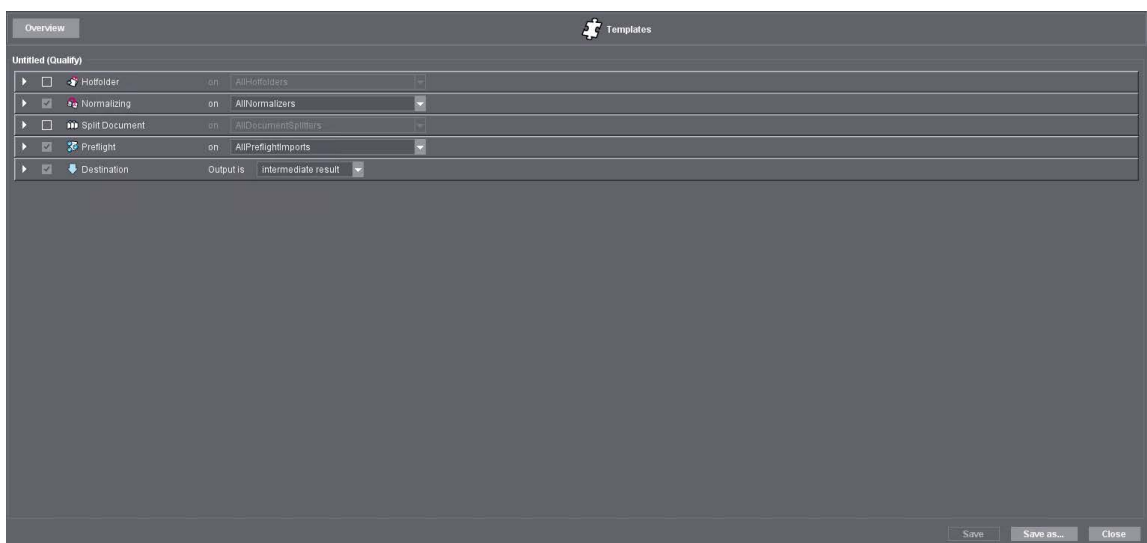 Overview
Templates
Untitled (Qualify)
Hotfolder on AllHotfolders
Normalizing on AllNormalizers
Split Document on AllDocumentSplitters
Preflight on AllPreflightImports
Destination Output is intermediate result
Save Save as... Close